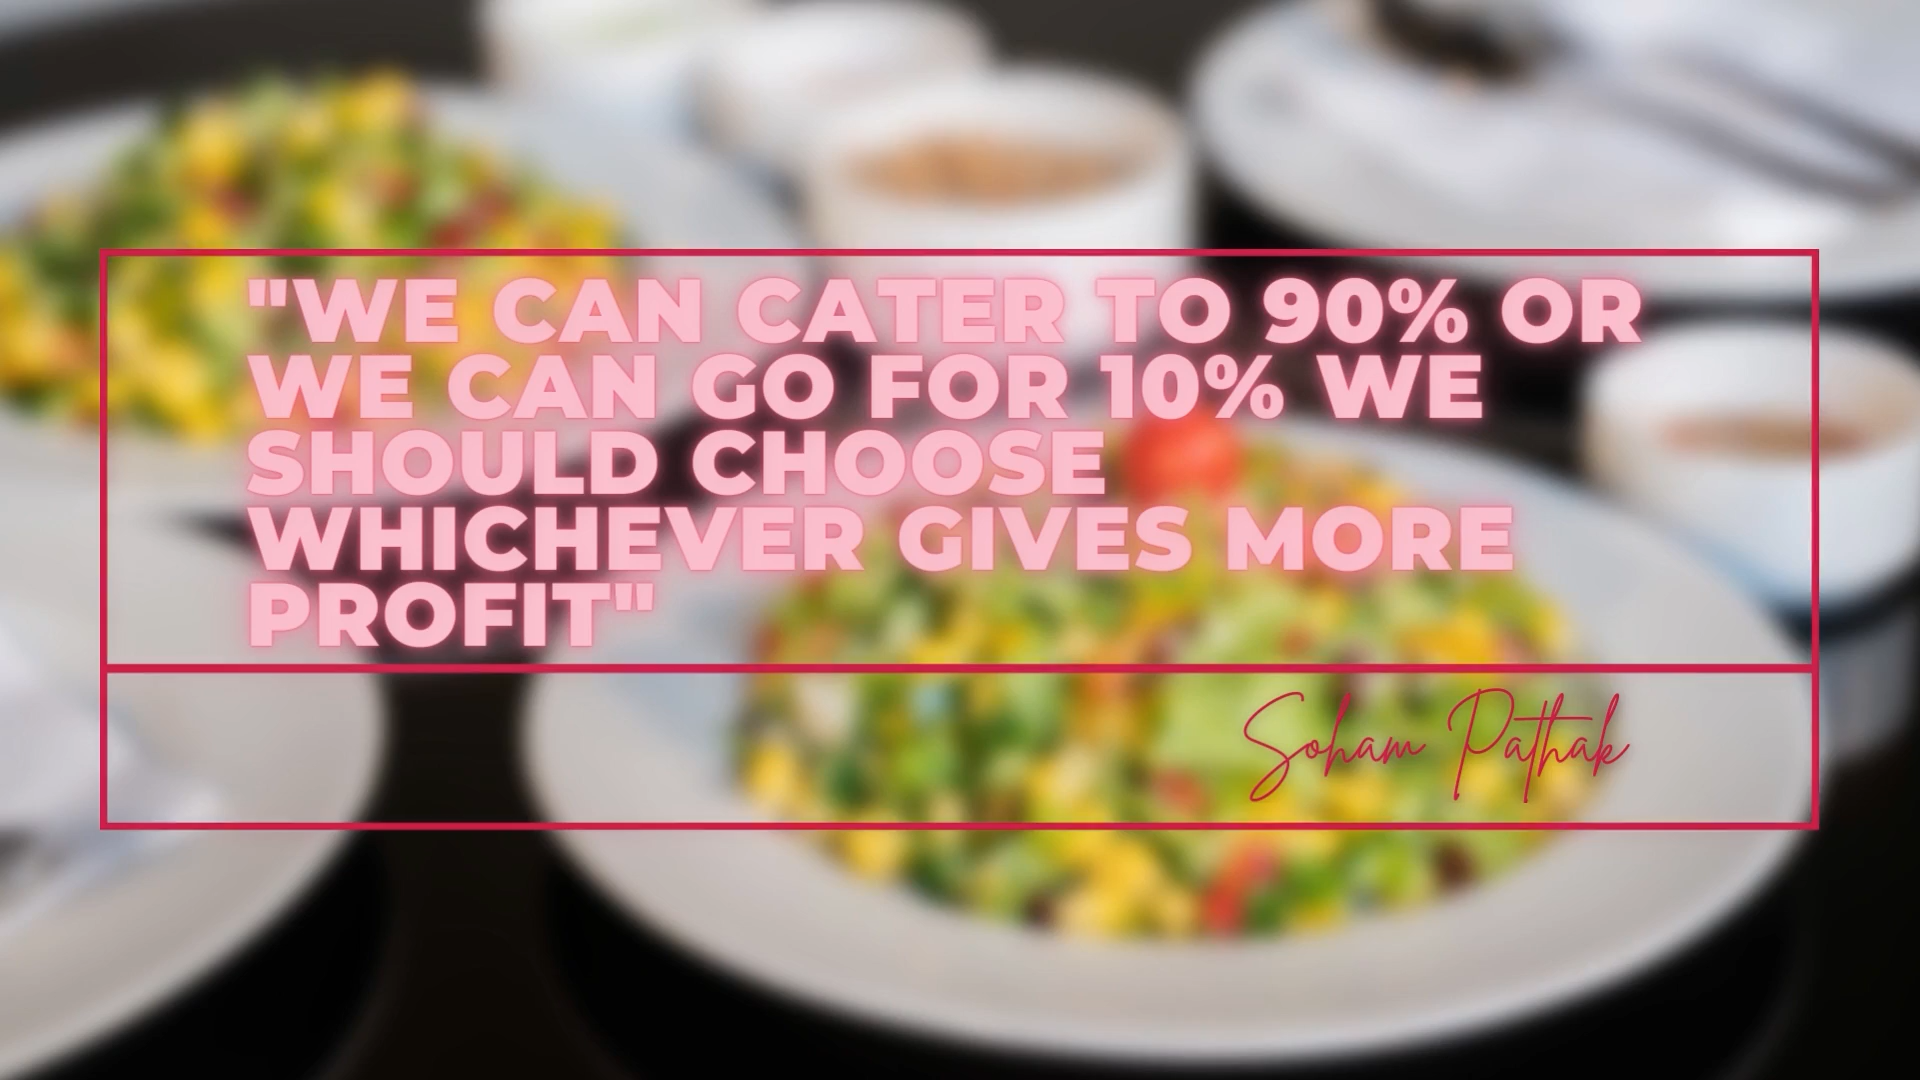 "WE CAN CATER TO 90% OR
WE CAN GO FOR 10% WE
SHOULD CHOOSE
WHICHEVER GIVES MORE
PROFIT"
Soham Pathak